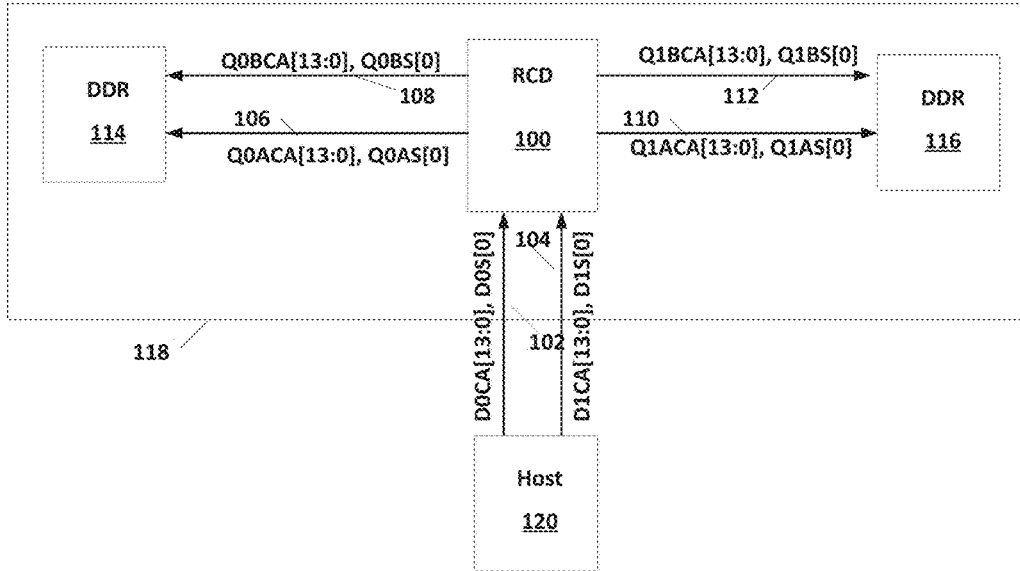 Q0BCA[13:0], Q0BS[0]
RCD
Q1BCA[13:0], Q1BS[0]
DDR
108
112
DDR
114
106
100
110
116
Q0ACA[13:0], Q0AS[0]
Q1ACA[13:0], Q1AS[0]
104
D0CA[13:0], D0S[0]
D1CA[13:0], D1S[0]
102
118
Host
120